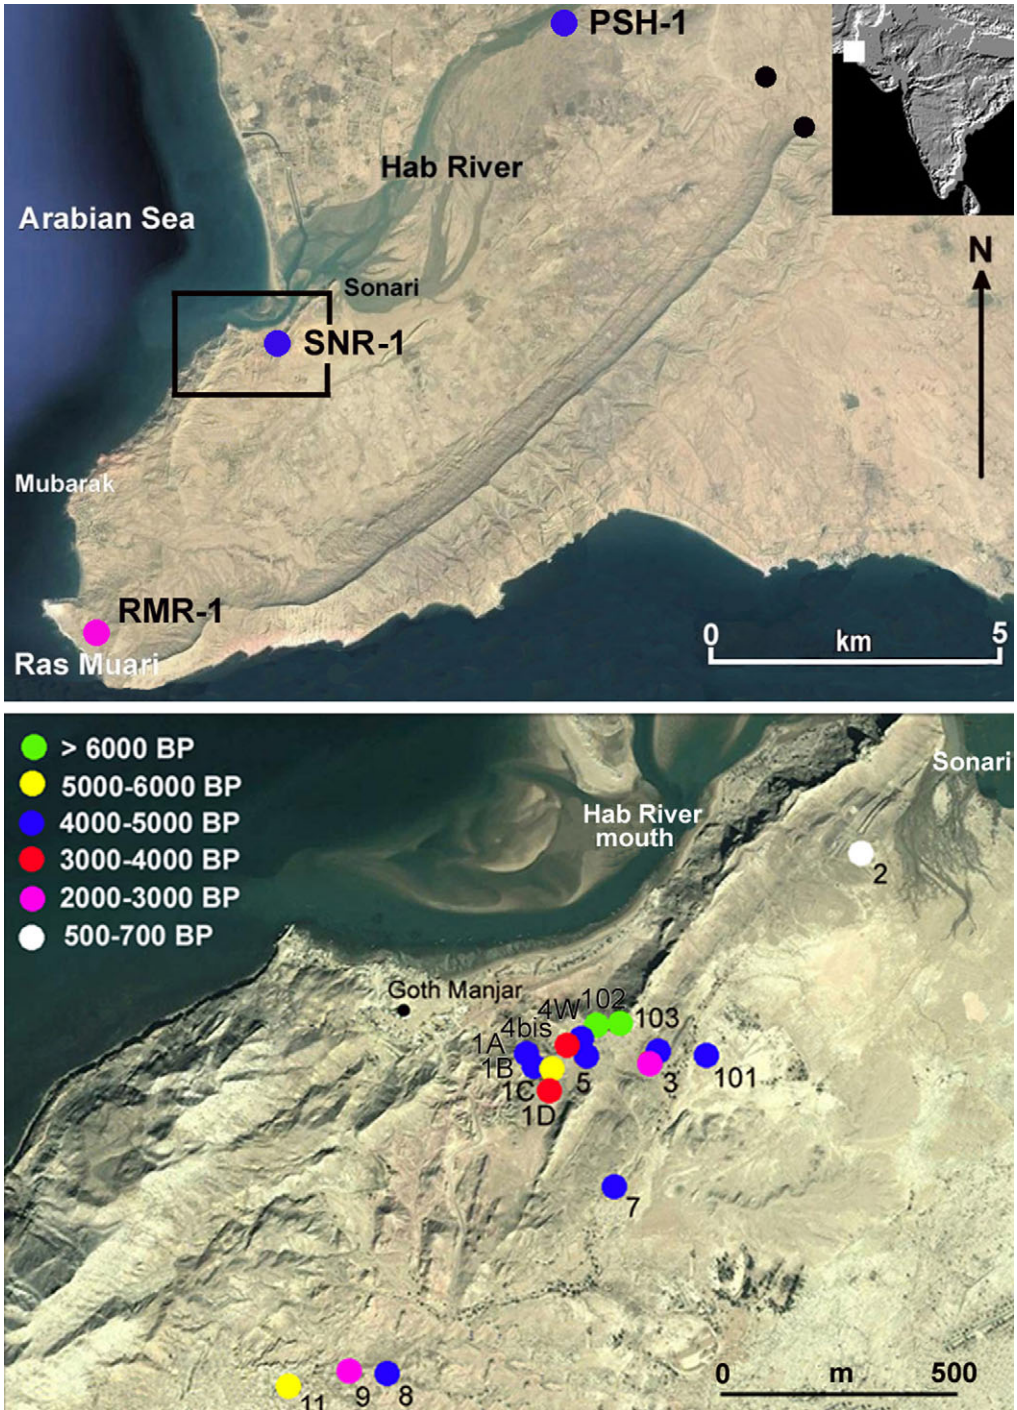 PSH-1
Hab River
Arabian Sea
N
Sonari
SNR-1
Mubarak
RMR-1
Ras Muari
0 km 5
> 6000 BP
5000-6000 BP
4000-5000 BP
3000-4000 BP
2000-3000 BP
500-700 BP
Sonari
Hab River
mouth
2
Goth Manjar
4W 102
103
4bis
1A
1B
5
3
101
1C
1D
7
0 m 500
11
9
8